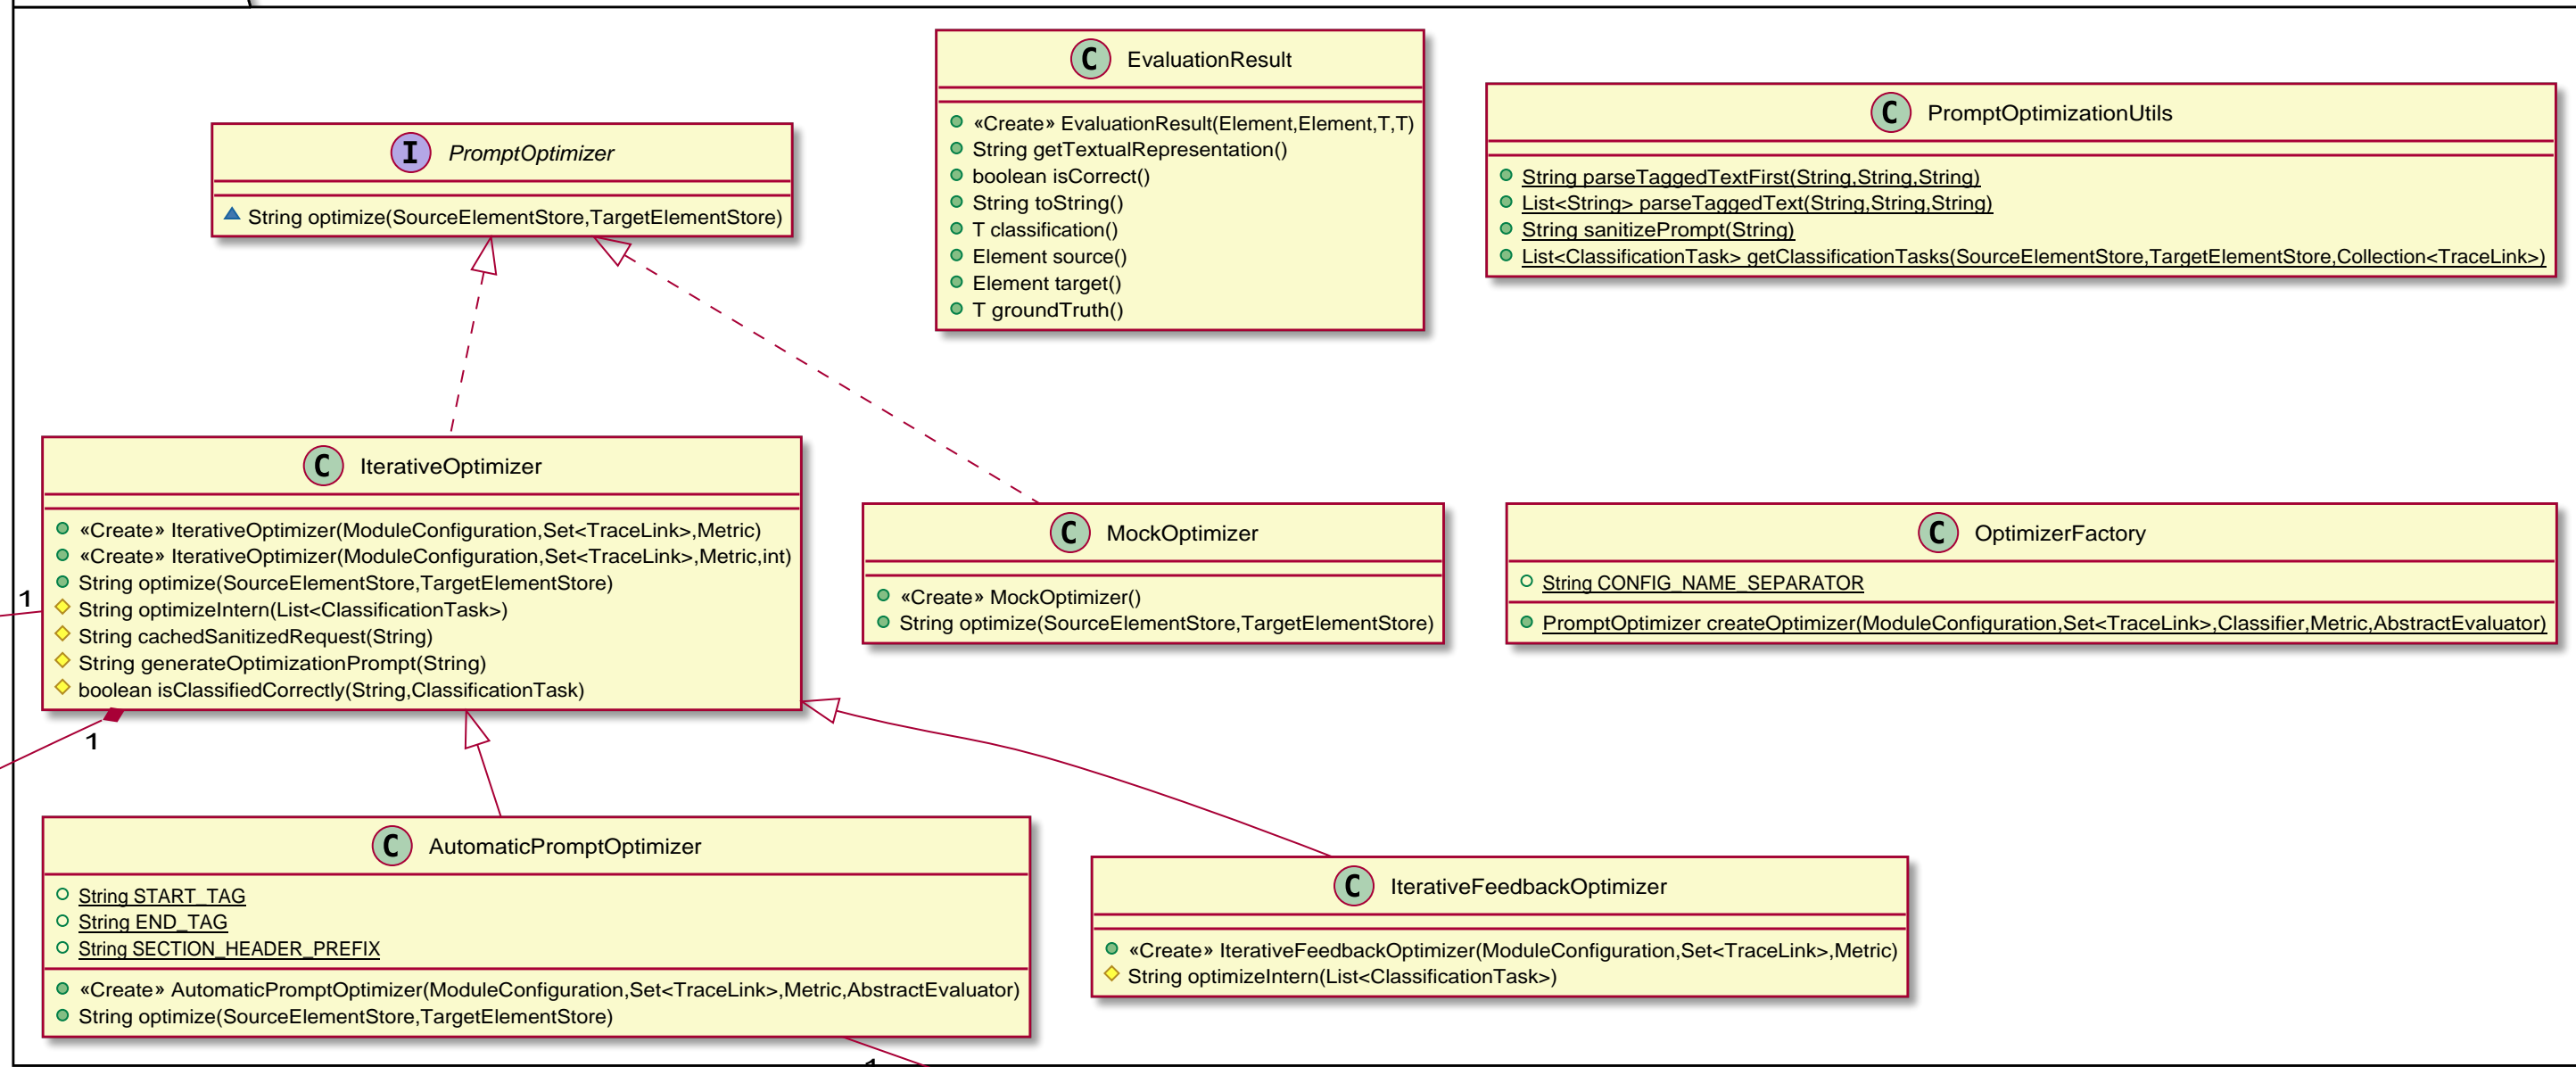 C EvaluationResult
«Create» EvaluationResult(Element,Element,T,T)
String getTextualRepresentation()
boolean isCorrect()
String toString()
T classification()
Element source()
Element target()
T groundTruth()
C PromptOptimizationUtils
String parseTaggedTextFirst(String,String,String)
List<String> parseTaggedText(String,String,String)
String sanitizePrompt(String)
List<ClassificationTask> getClassificationTasks(SourceElementStore,TargetElementStore,Collection<TraceLink>)
I PromptOptimizer
String optimize(SourceElementStore,TargetElementStore)
C IterativeOptimizer
«Create» IterativeOptimizer(ModuleConfiguration,Set<TraceLink>,Metric)
«Create» IterativeOptimizer(ModuleConfiguration,Set<TraceLink>,Metric,int)
String optimize(SourceElementStore,TargetElementStore)
String optimizeIntern(List<ClassificationTask>)
String cachedSanitizedRequest(String)
String generateOptimizationPrompt(String)
boolean isClassifiedCorrectly(String,ClassificationTask)
1
1
C MockOptimizer
«Create» MockOptimizer()
String optimize(SourceElementStore,TargetElementStore)
C OptimizerFactory
String CONFIG_NAME_SEPARATOR
PromptOptimizer createOptimizer(ModuleConfiguration,Set<TraceLink>,Classifier,Metric,AbstractEvaluator)
C AutomaticPromptOptimizer
String START_TAG
String END_TAG
String SECTION_HEADER_PREFIX
«Create» AutomaticPromptOptimizer(ModuleConfiguration,Set<TraceLink>,Metric,AbstractEvaluator)
String optimize(SourceElementStore,TargetElementStore)
C IterativeFeedbackOptimizer
«Create» IterativeFeedbackOptimizer(ModuleConfiguration,Set<TraceLink>,Metric)
String optimizeIntern(List<ClassificationTask>)